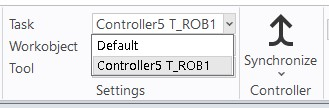 Task Controller5 T_ROB1
Workobject Default
Tool Controller5 T_ROB1
Settings
Synchronize
Controller